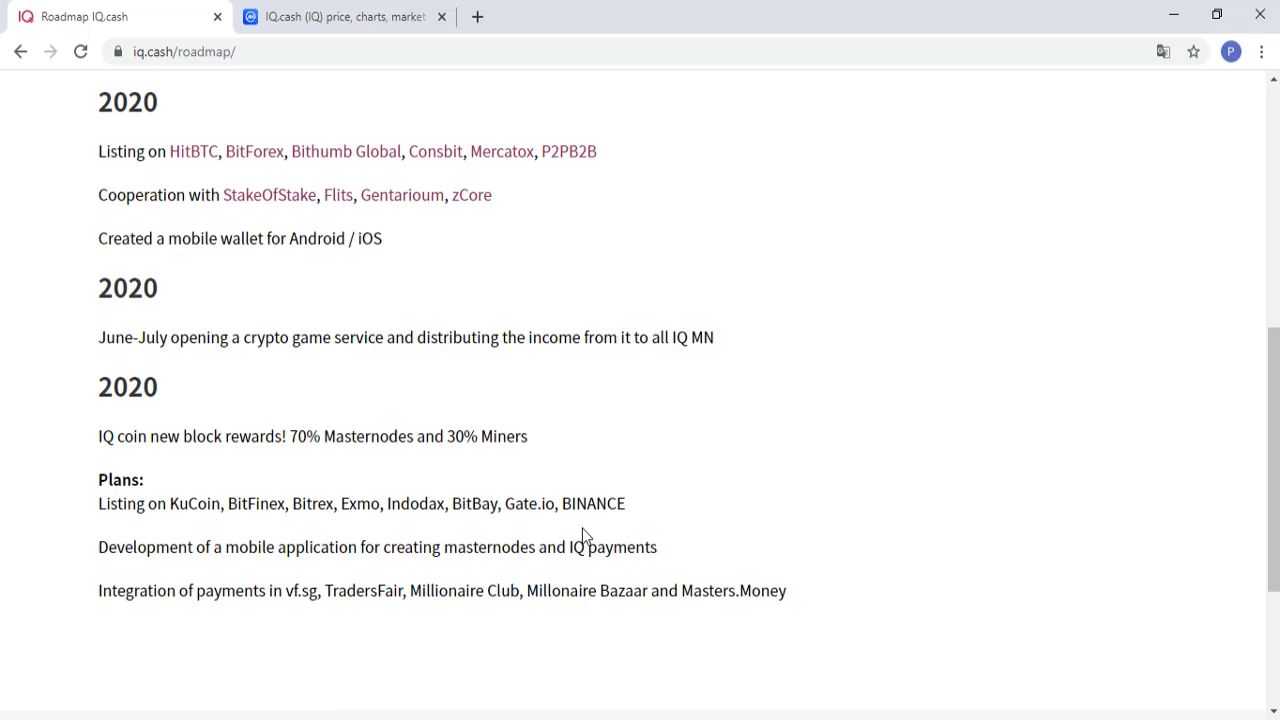 Roadmap IQ.cash
IQ.cash (IQ) price, charts, market
iq.cash/roadmap/
P
2020
Listing on HitBTC, BitForex, Bithumb Global, Consbit, Mercatox, P2PB2B
Cooperation with StakeOfStake, Flits, Gentarioum, zCore
Created a mobile wallet for Android / iOS
2020
June-July opening a crypto game service and distributing the income from it to all IQ MN
2020
IQ coin new block rewards! 70% Masternodes and 30% Miners
Plans:
Listing on KuCoin, BitFinex, Bitrex, Exmo, Indodax, BitBay, Gate.io, BINANCE
Development of a mobile application for creating masternodes and IQ payments
Integration of payments in vf.sg, TradersFair, Millionaire Club, Millonaire Bazaar and Masters.Money